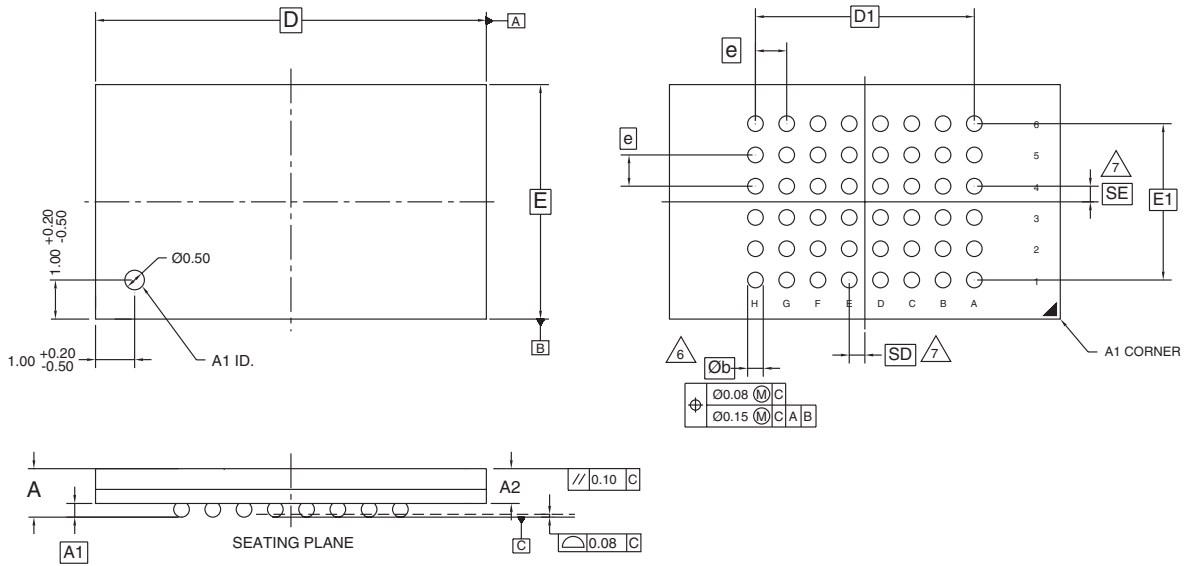 D
A
D1
e
e
6
5
4
3
2
1
7
SE
E1
E
1.00 +0.20 -0.50
Ø0.50
A1 ID.
B
1.00 +0.20 -0.50
H G F E D C B A
6
Øb
SD
7
A1 CORNER
Ø0.08 M C
Ø0.15 M C A B
A
A2
// 0.10 C
A1
SEATING PLANE
C
0.08 C